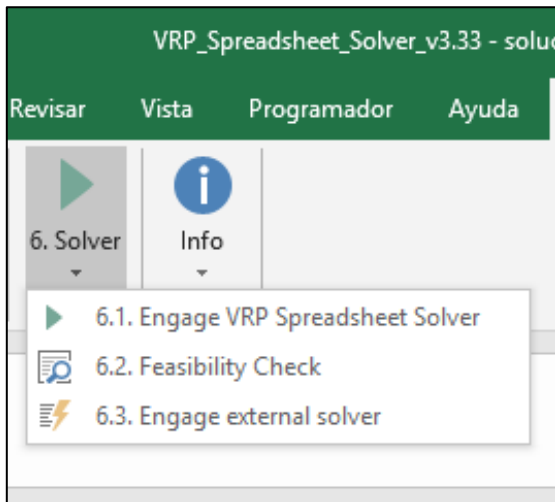 VRP_Spreadsheet_Solver_v3.33 - soluc
Revisar Vista Programador Ayuda
6. Solver Info
6.1. Engage VRP Spreadsheet Solver
6.2. Feasibility Check
6.3. Engage external solver